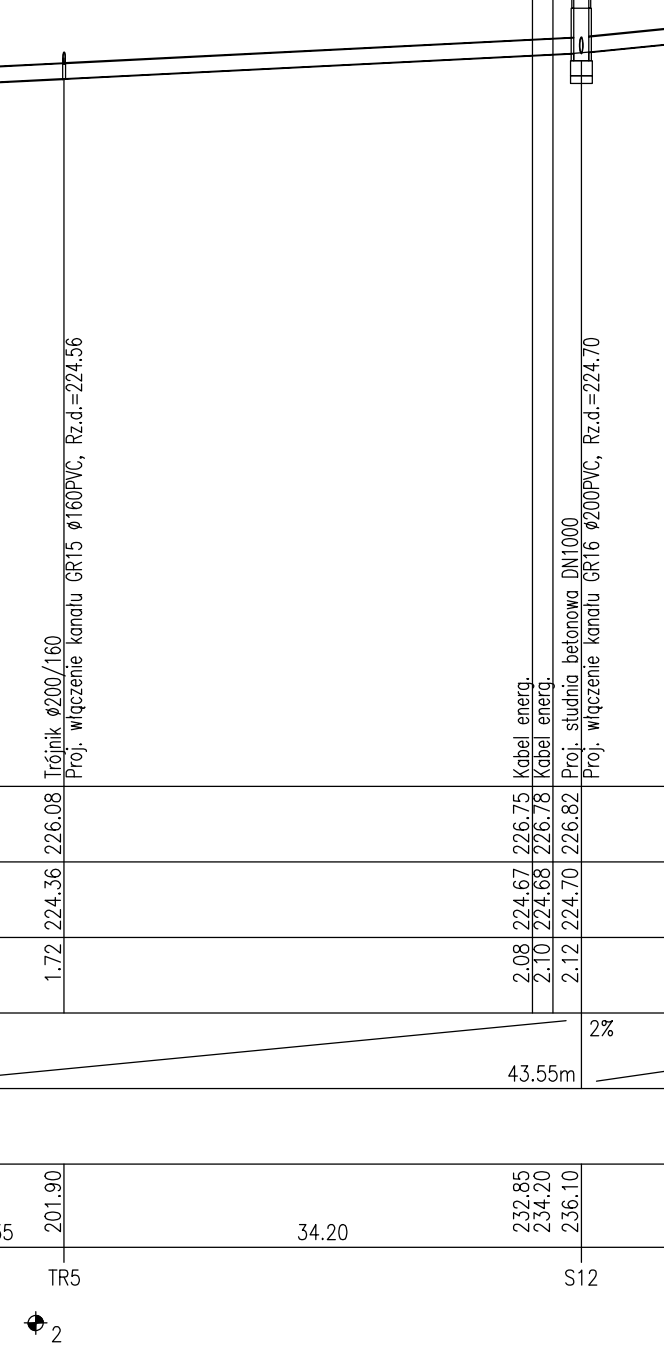 Trójnik ø200/160
Proj. włączenie kanału GR15 ø160PVC, Rz.d.=224.56
Kabel energ.
Kabel energ.
Proj. studnia betonowa DN1000
Proj. włączenie kanału GR16 ø200PVC, Rz.d.=224.70
226.08
226.75
226.78
226.82
224.36
224.67
224.68
224.70
1.72
2.08
2.10
2.12
2%
43.55m
201.90
34.20
232.85
234.20
236.10
TR5
S12
2